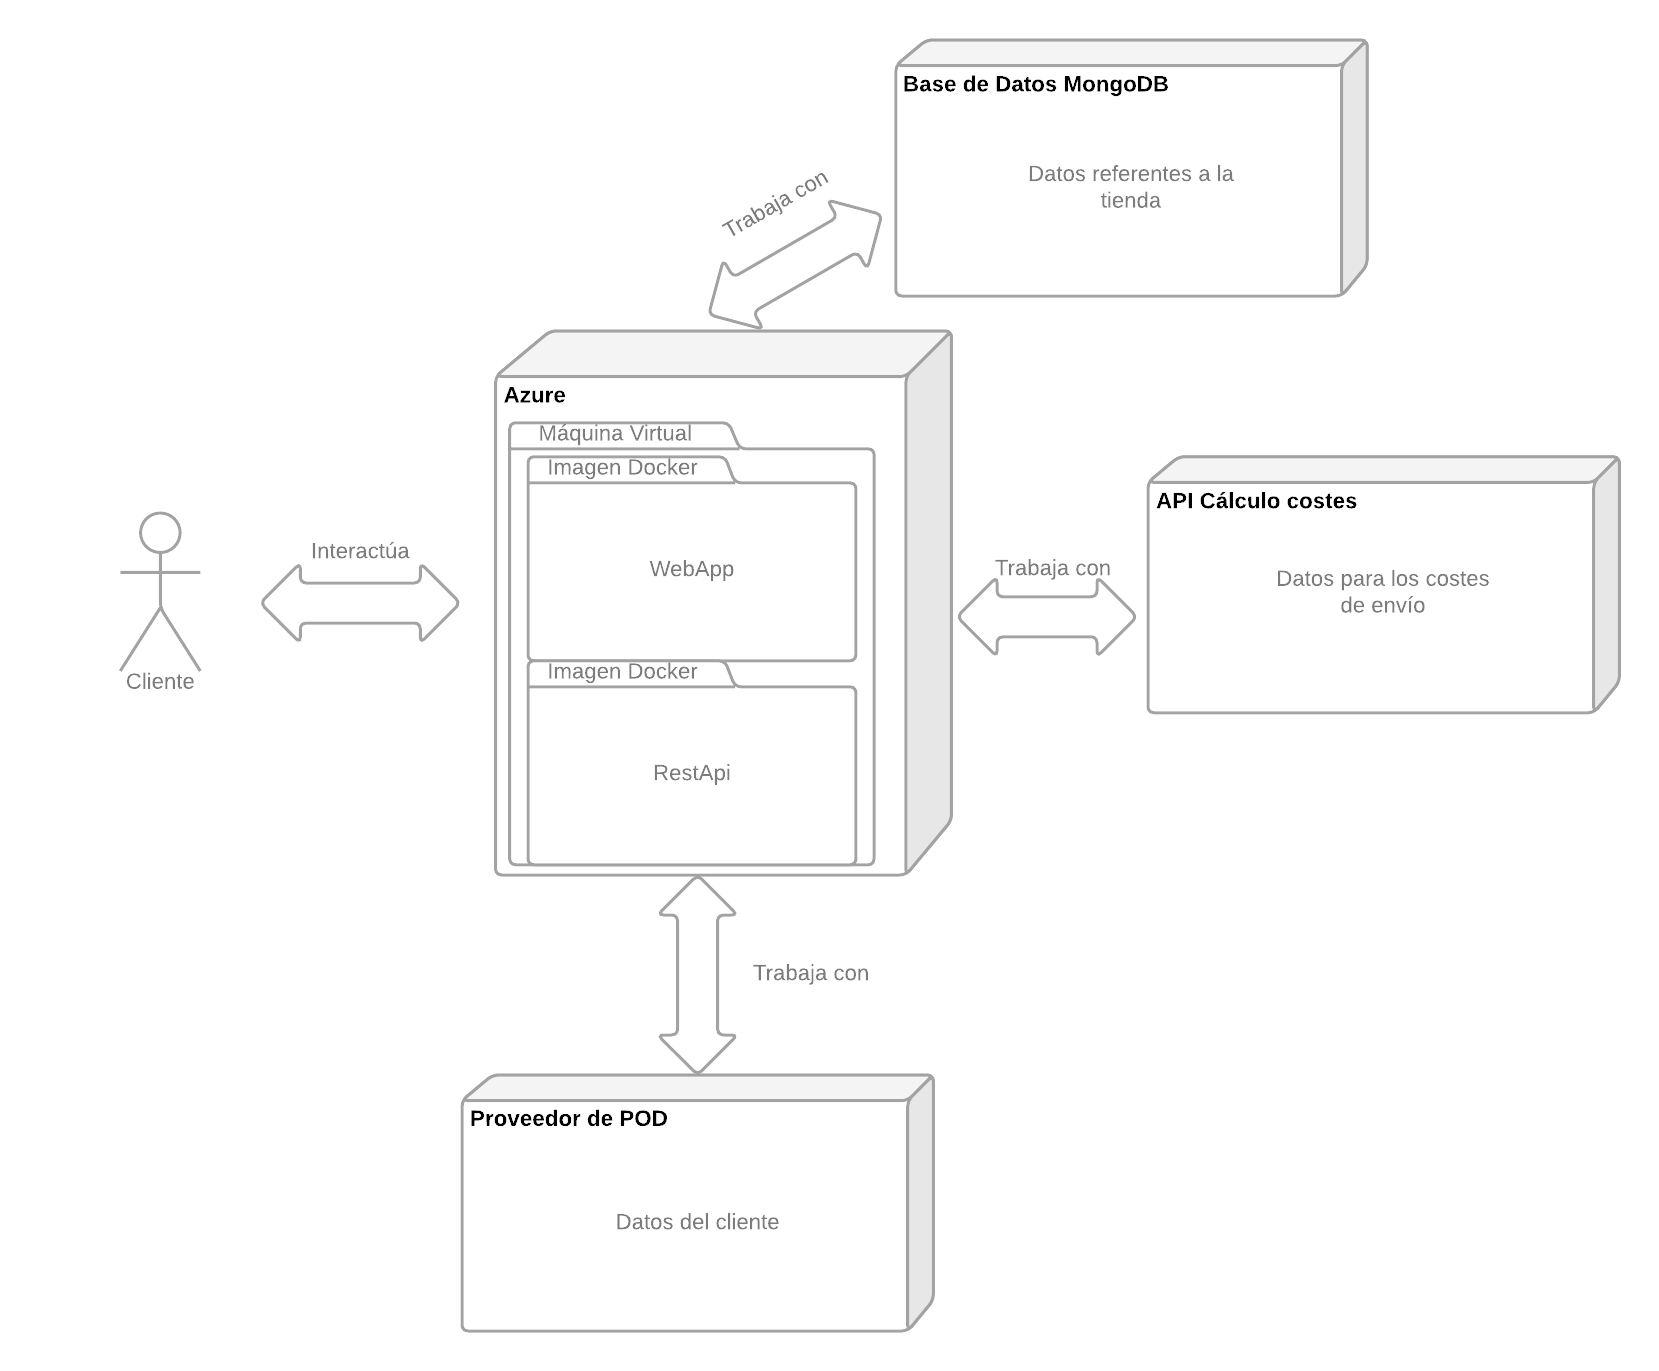 Base de Datos MongoDB
Datos referentes a la
tienda
Trabaja con
Azure
Máquina Virtual
Imagen Docker
WebApp
Imagen Docker
RestApi
Interactúa
Cliente
Trabaja con
API Cálculo costes
Datos para los costes
de envío
Trabaja con
Proveedor de POD
Datos del cliente